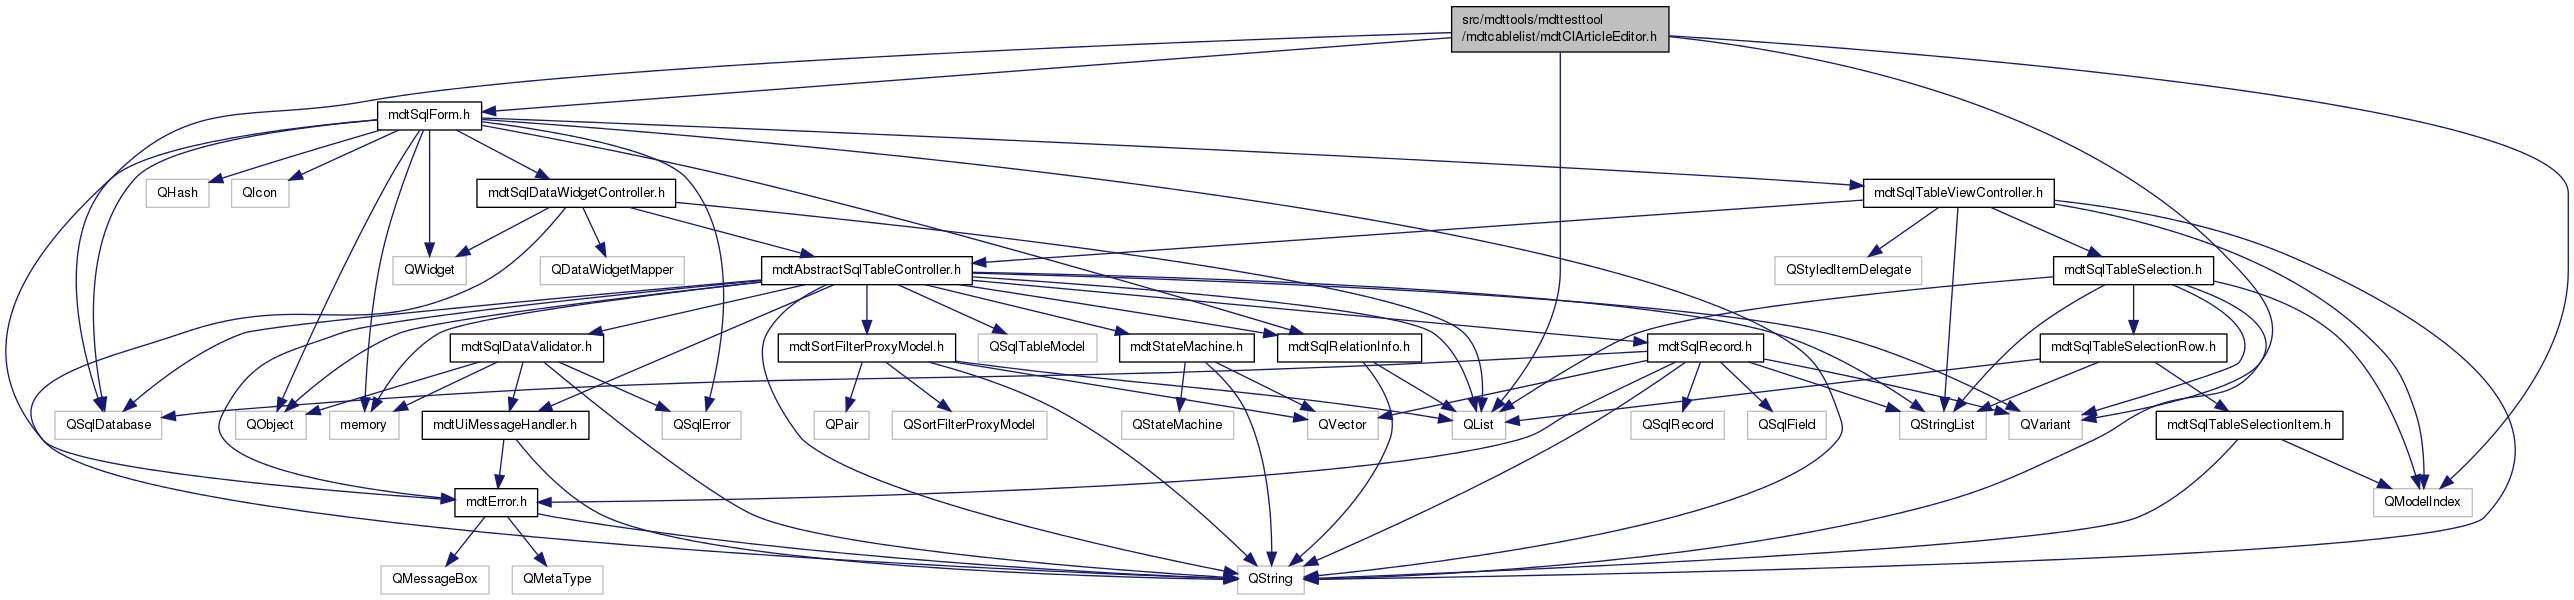 src/mdttools/mdttesttool
/mdtcablelist/mdtClArticleEditor.h
mdtSqlForm.h
QHash
QIcon
mdtSqlDataWidgetController.h
mdtSqlTableViewController.h
QWidget
QDataWidgetMapper
mdtAbstractSqlTableController.h
QStyledItemDelegate
mdtSqlTableSelection.h
mdtSqlDataValidator.h
mdtSortFilterProxyModel.h
QSqlTableModel
mdtStateMachine.h
mdtSqlRelationInfo.h
mdtSqlRecord.h
mdtSqlTableSelectionRow.h
QSqlDatabase
QObject
memory
mdtUiMessageHandler.h
QSqlError
QPair
QSortFilterProxyModel
QStateMachine
QVector
QList
QSqlRecord
QSqlField
QStringList
QVariant
mdtSqlTableSelectionItem.h
mdtError.h
QModelIndex
QMessageBox
QMetaType
QString